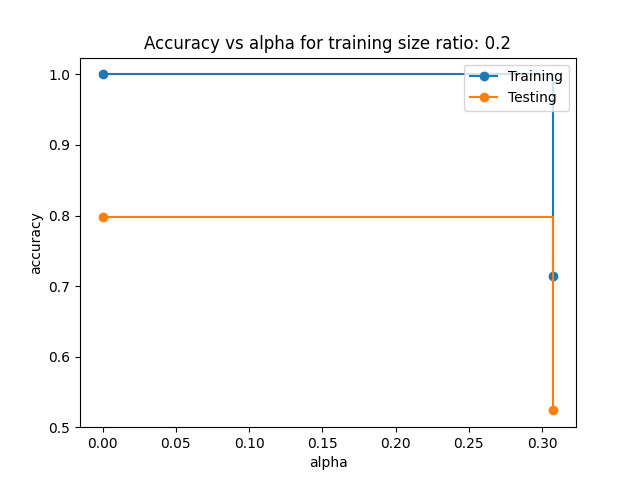 Accuracy vs alpha for training size ratio: 0.2
1.0
0.9
0.8
0.7
0.6
0.5
accuracy
0.00 0.05 0.10 0.15 0.20 0.25 0.30
alpha
Training
Testing